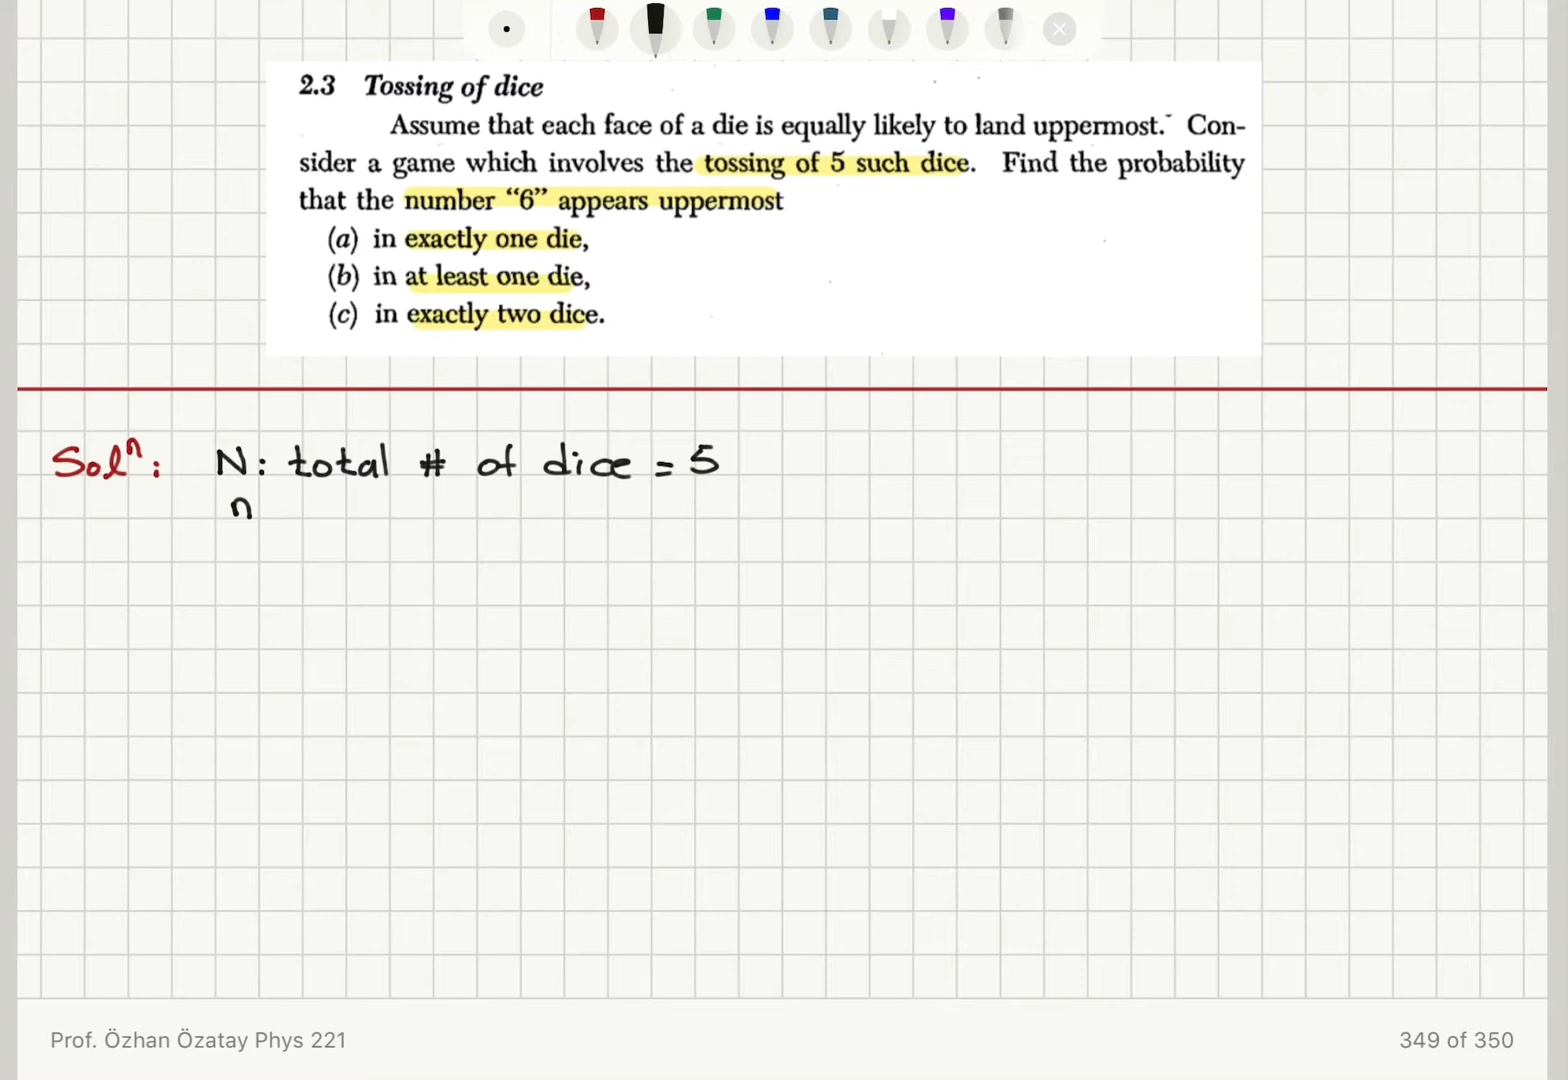 2.3 Tossing of dice
Assume that each face of a die is equally likely to land uppermost. Con-
sider a game which involves the tossing of 5 such dice. Find the probability
that the number “6” appears uppermost
(a) in exactly one die,
(b) in at least one die,
(c) in exactly two dice.
Solⁿ: N: total # of dice = 5
n
Prof. Özhan Özatay Phys 221
349 of 350